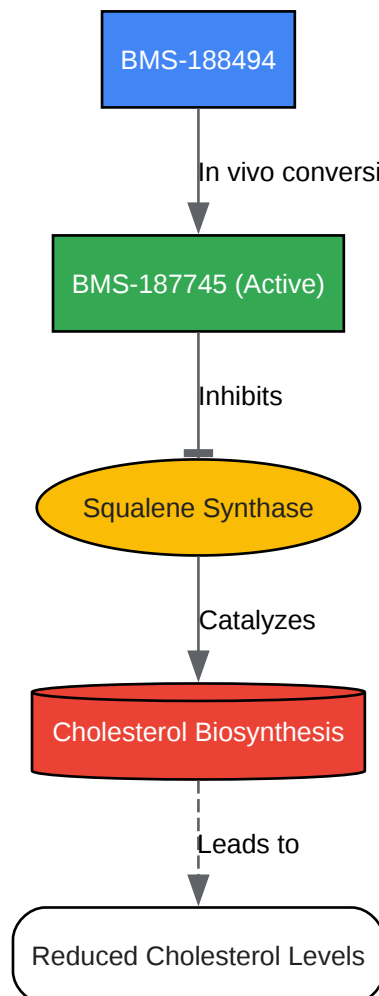 BMS-188494
In vivo conversi
BMS-187745 (Active)
Inhibits
Squalene Synthase
Catalyzes
Cholesterol Biosynthesis
Leads to
Reduced Cholesterol Levels